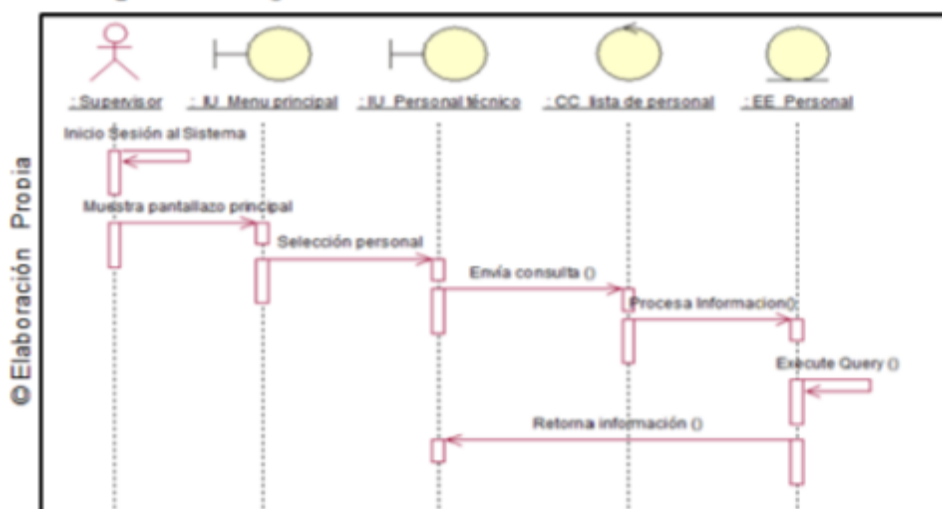 : Supervisor
: IU_Menu principal
: IU_Personal técnico
: CC_lista de personal
: EE_Personal
Inicio Sesión al Sistema
Muestra pantallazo principal
Selección personal
Envía consulta ()
Procesa Informacion()
Execute Query ()
Retorna información ()
© Elaboración Propia